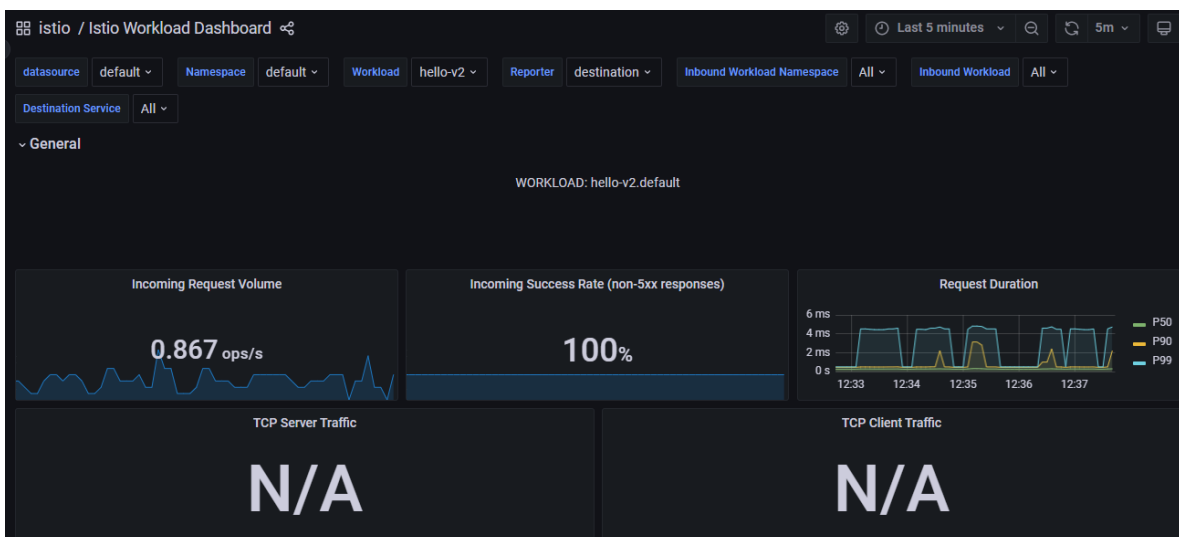 istio / Istio Workload Dashboard
Last 5 minutes
5m
datasource default Namespace default Workload hello-v2 Reporter destination Inbound Workload Namespace All Inbound Workload All
Destination Service All
General
WORKLOAD: hello-v2.default
Incoming Request Volume
0.867 ops/s
Incoming Success Rate (non-5xx responses)
100%
Request Duration
6 ms
4 ms
2 ms
0 s
12:33 12:34 12:35 12:36 12:37
P50
P90
P99
TCP Server Traffic
N/A
TCP Client Traffic
N/A